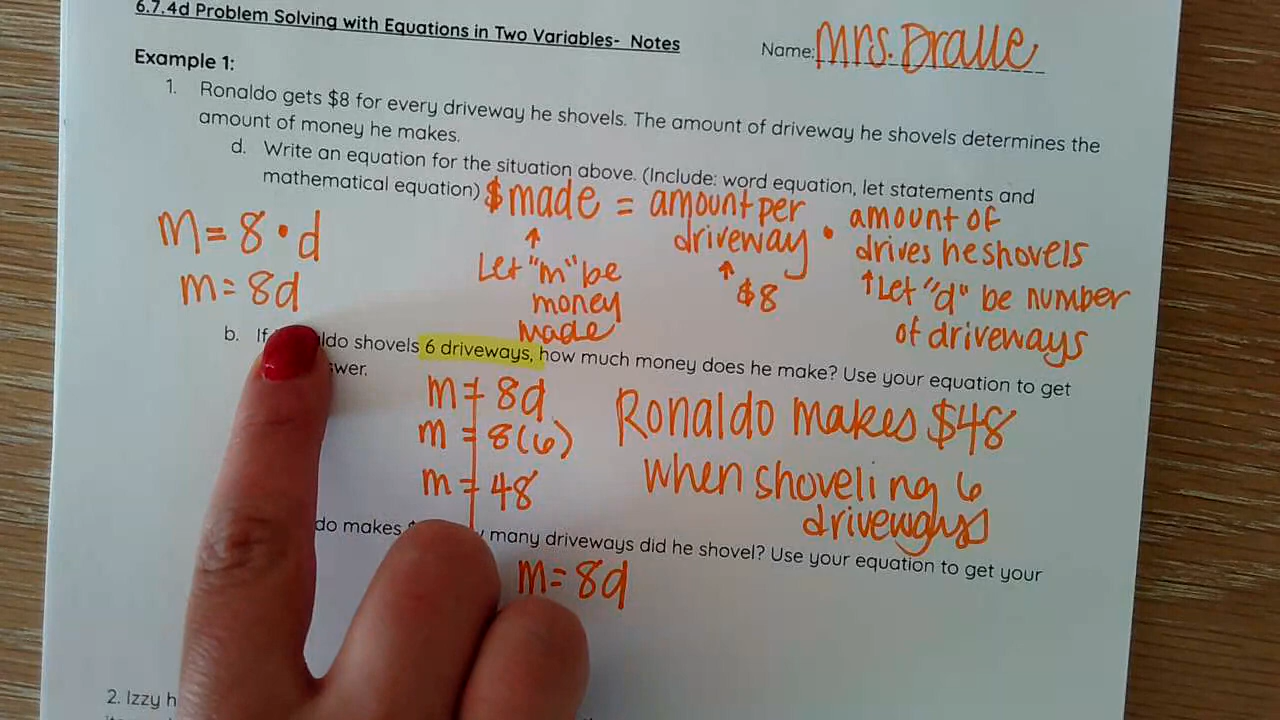 6.7.4d Problem Solving with Equations in Two Variables- Notes
Name: Mrs. Dralle
Example 1:
1. Ronaldo gets $8 for every driveway he shovels. The amount of driveway he shovels determines the
amount of money he makes.
d. Write an equation for the situation above. (Include: word equation, let statements and
mathematical equation)
$ made = amount per driveway • amount of drives he shovels
↑ Let "m" be money made
↑ $8
↑ Let "d" be number of driveways
M = 8 • d
m = 8d
b. If shovels 6 driveways, how much money does he make? Use your equation to get
m = 8d
m = 8(6)
m = 48
Ronaldo makes $48
when shoveling 6
driveways
do makes many driveways did he shovel? Use your equation to get your
m = 8d
2. Izzy h